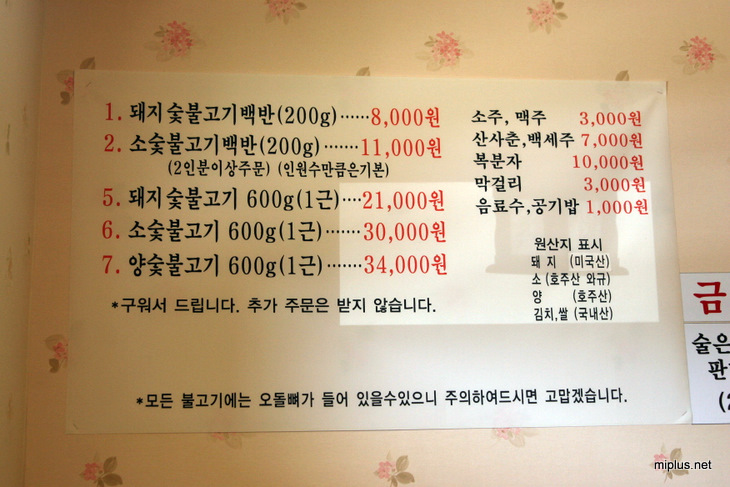 1. 돼지숯불고기백반(200g)······8,000원
2. 소숯불고기백반(200g)·······11,000원
(2인분이상주문) (인원수만큼은기본)
5. 돼지숯불고기 600g(1근)····21,000원
6. 소숯불고기 600g(1근)·······30,000원
7. 양숯불고기 600g(1근)·······34,000원
*구워서 드립니다. 추가 주문은 받지 않습니다.
소주, 맥주 3,000원
산사춘,백세주 7,000원
복분자 10,000원
막걸리 3,000원
음료수,공기밥 1,000원
원산지 표시
돼 지 (미국산)
소 (호주산 와규)
양 (호주산)
김치,쌀 (국내산)
*모든 불고기에는 오돌뼈가 들어 있을수있으니 주의하여드시면 고맙겠습니다.
금
술은
판
(2
miplus.net